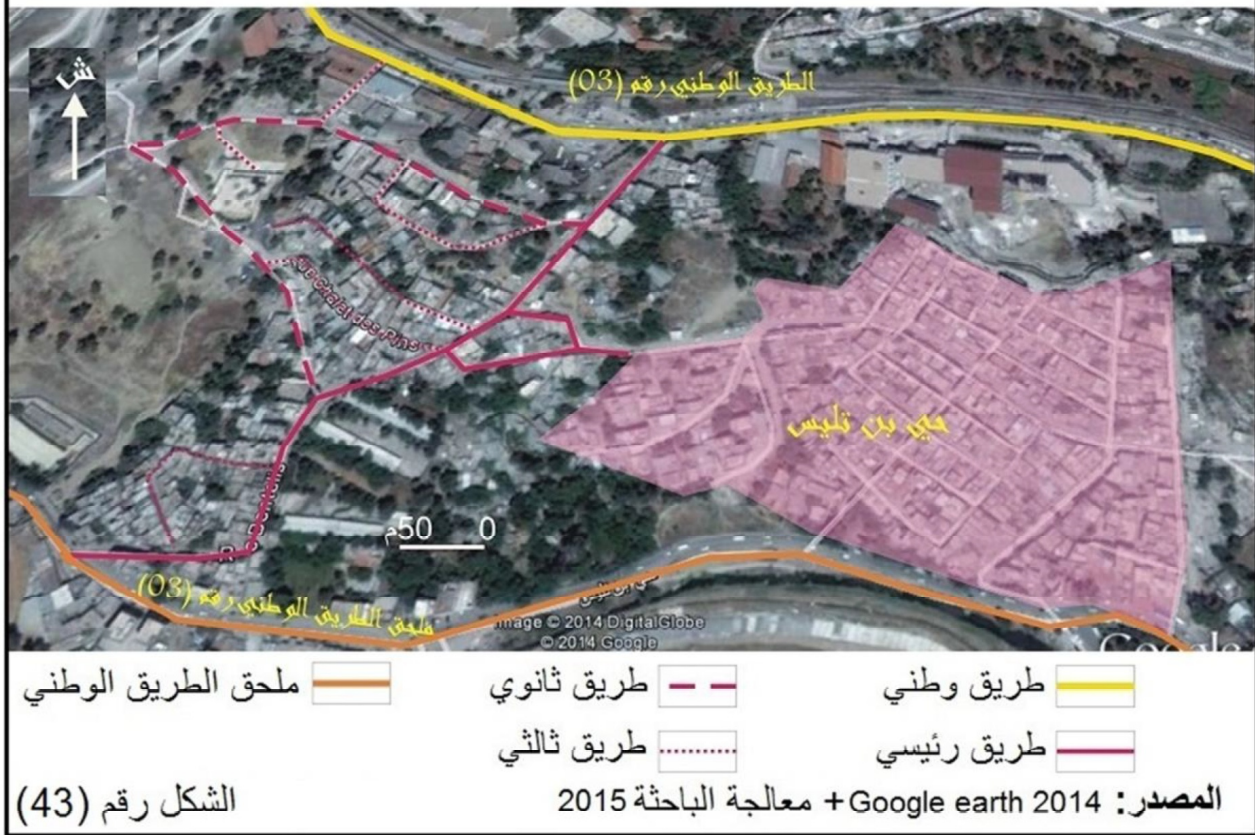 ش
الطريق الوطني رقم (03)
Rue Chalet des Pins
حي بن تليس
0 50م
ملحق الطريق الوطني رقم (03)
Image © 2014 DigitalGlobe
© 2014 Google
Google
طريق وطني
طريق ثانوي
ملحق الطريق الوطني
طريق رئيسي
طريق ثالثي
المصدر: Google earth 2014 + معالجة الباحثة 2015
الشكل رقم (43)